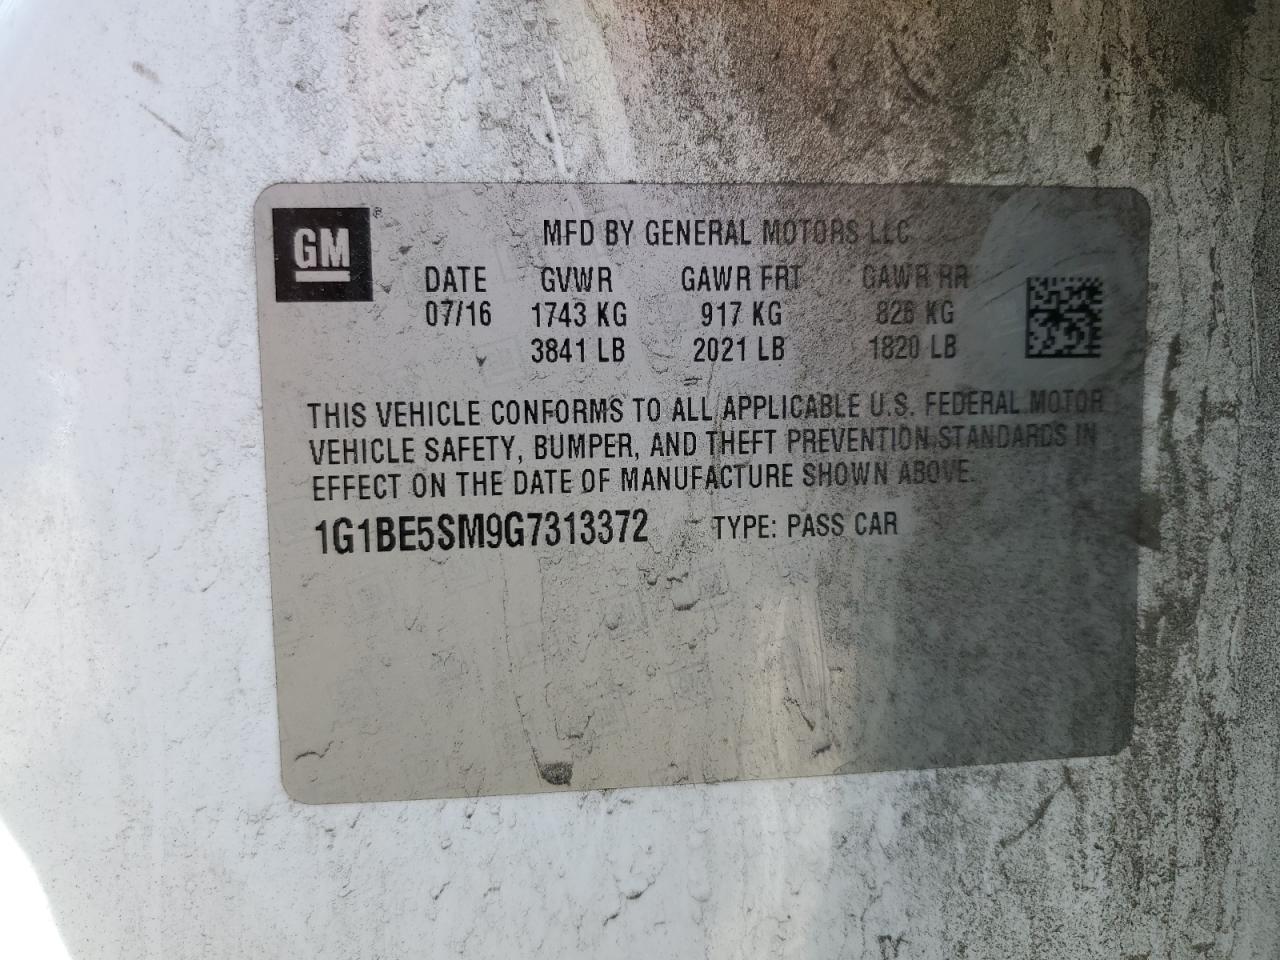 GM®
MFD BY GENERAL MOTORS LLC
DATE GVWR GAWR FRT GAWR RR
07/16 1743 KG 917 KG 826 KG
3841 LB 2021 LB 1820 LB
THIS VEHICLE CONFORMS TO ALL APPLICABLE U.S. FEDERAL MOTOR
VEHICLE SAFETY, BUMPER, AND THEFT PREVENTION STANDARDS IN
EFFECT ON THE DATE OF MANUFACTURE SHOWN ABOVE.
1G1BE5SM9G7313372 TYPE: PASS CAR